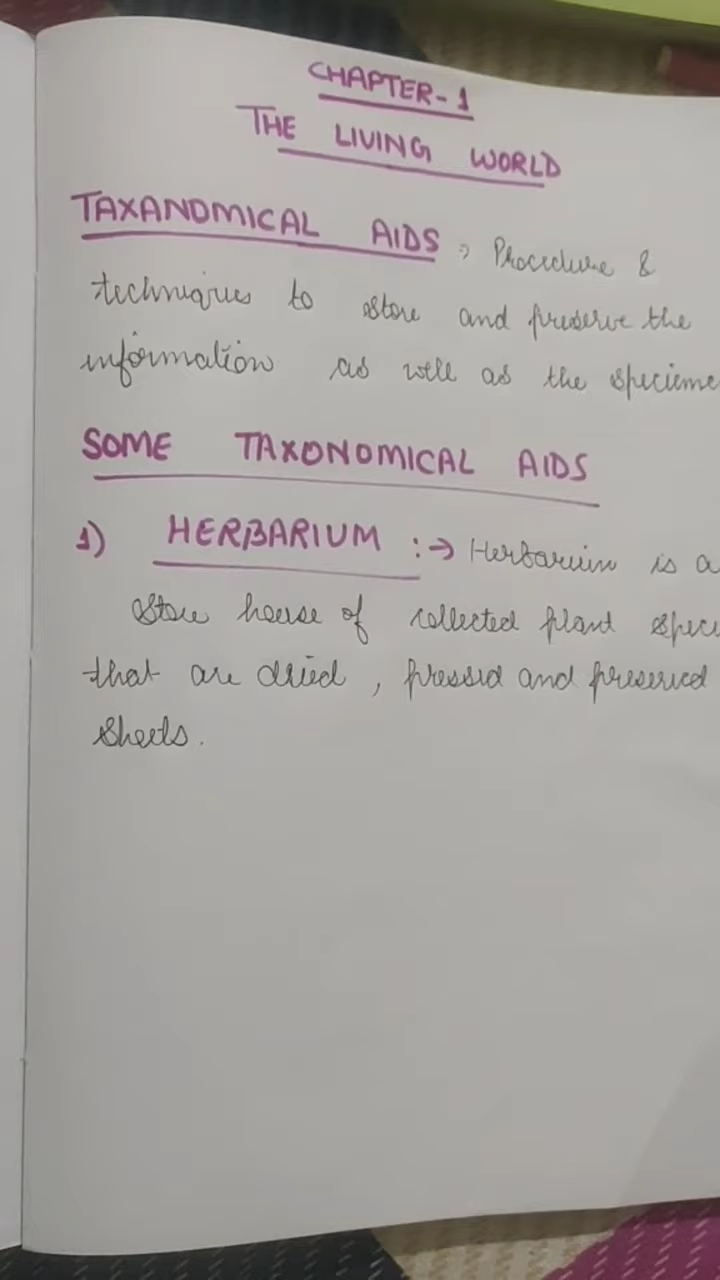 CHAPTER-1
THE LIVING WORLD
TAXANOMICAL AIDS, Procedure &
techniques to store and preserve the
information as well as the specime
SOME TAXONOMICAL AIDS
1) HERBARIUM :→ Herbarium is a
store house of collected plant speci
that are dried, pressed and preserved
sheets.